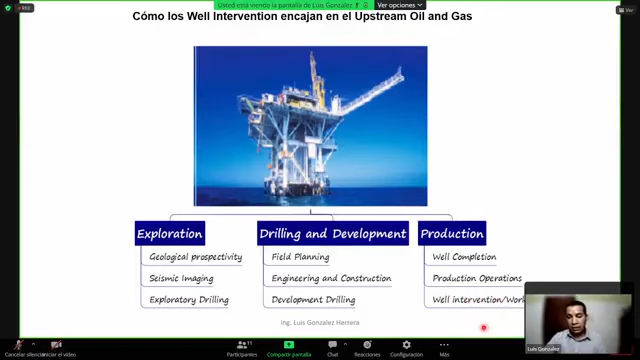 Usted está viendo la pantalla de Luis Gonzalez
Ver opciones
Ver
Cómo los Well Intervention encajan en el Upstream Oil and Gas
Exploration
Drilling and Development
Production
Geological prospectivity
Field Planning
Well Completion
Seismic Imaging
Engineering and Construction
Production Operations
Exploratory Drilling
Development Drilling
Well intervention/Work
Ing. Luis Gonzalez Herrera
Luis Gonzalez
Cancelar silencio
Iniciar el video
11
Participantes
Compartir pantalla
Chat
Reacciones
Configuración
Más